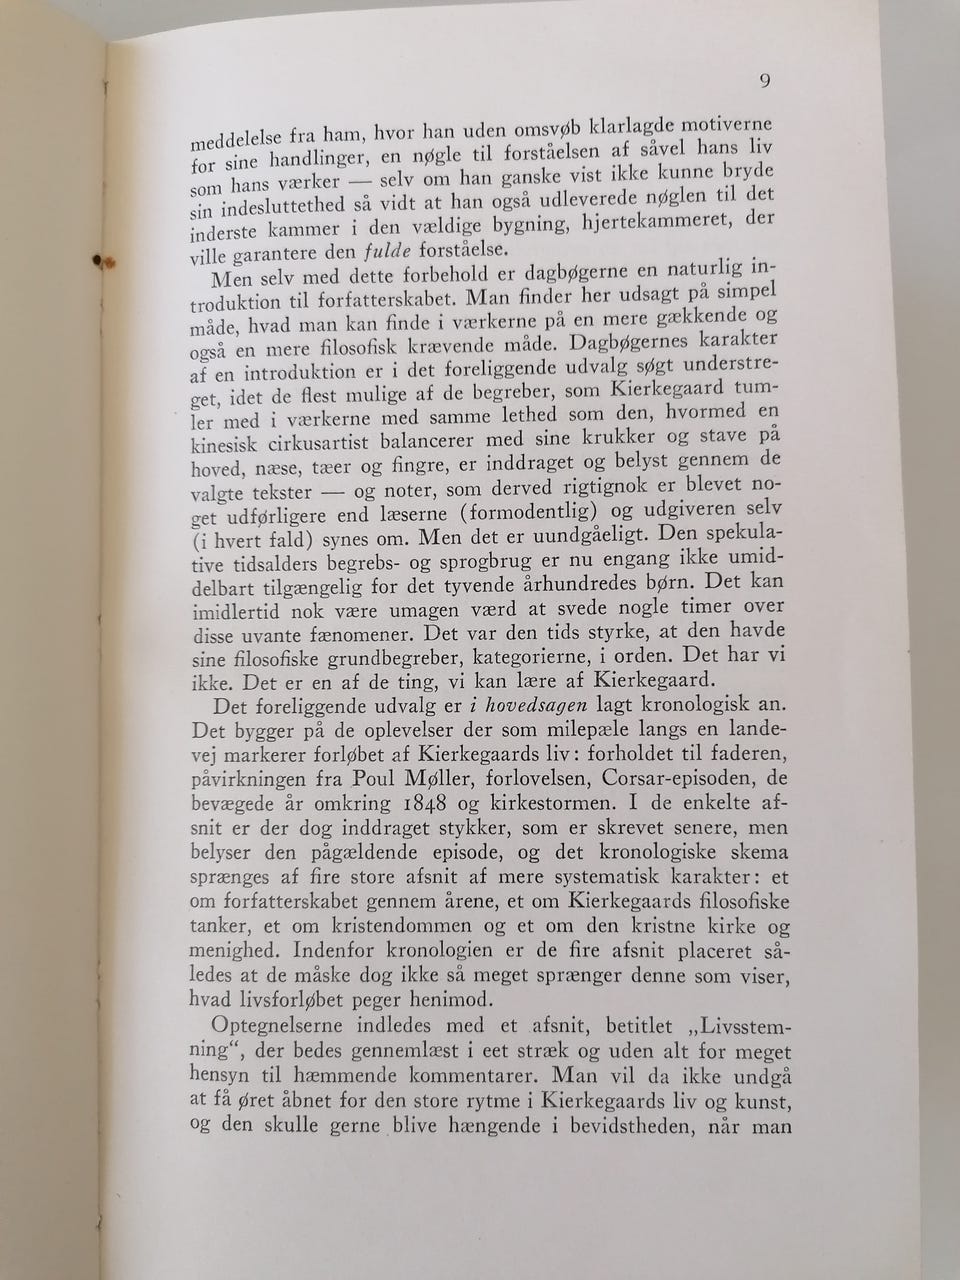 9
meddelelse fra ham, hvor han uden omsvøb klarlagde motiverne
for sine handlinger, en nøgle til forståelsen af såvel hans liv
som hans værker — selv om han ganske vist ikke kunne bryde
sin indesluttethed så vidt at han også udleverede nøglen til det
inderste kammer i den vældige bygning, hjertekammeret, der
ville garantere den fulde forståelse.
Men selv med dette forbehold er dagbøgerne en naturlig in-
troduktion til forfatterskabet. Man finder her udsagt på simpel
måde, hvad man kan finde i værkerne på en mere gækkende og
også en mere filosofisk krævende måde. Dagbøgernes karakter
af en introduktion er i det foreliggende udvalg søgt understre-
get, idet de flest mulige af de begreber, som Kierkegaard tum-
ler med i værkerne med samme lethed som den, hvormed en
kinesisk cirkusartist balancerer med sine krukker og stave på
hoved, næse, tæer og fingre, er inddraget og belyst gennem de
valgte tekster — og noter, som derved rigtignok er blevet no-
get udførligere end læserne (formodentlig) og udgiveren selv
(i hvert fald) synes om. Men det er uundgåeligt. Den spekula-
tive tidsalders begrebs- og sprogbrug er nu engang ikke umid-
delbart tilgængelig for det tyvende århundredes børn. Det kan
imidlertid nok være umagen værd at svede nogle timer over
disse uvante fænomener. Det var den tids styrke, at den havde
sine filosofiske grundbegreber, kategorierne, i orden. Det har vi
ikke. Det er en af de ting, vi kan lære af Kierkegaard.
Det foreliggende udvalg er i hovedsagen lagt kronologisk an.
Det bygger på de oplevelser der som milepæle langs en lande-
vej markerer forløbet af Kierkegaards liv: forholdet til faderen,
påvirkningen fra Poul Møller, forlovelsen, Corsar-episoden, de
bevægede år omkring 1848 og kirkestormen. I de enkelte af-
snit er der dog inddraget stykker, som er skrevet senere, men
belyser den pågældende episode, og det kronologiske skema
sprænges af fire store afsnit af mere systematisk karakter: et
om forfatterskabet gennem årene, et om Kierkegaards filosofiske
tanker, et om kristendommen og et om den kristne kirke og
menighed. Indenfor kronologien er de fire afsnit placeret så-
ledes at de måske dog ikke så meget sprænger denne som viser,
hvad livsforløbet peger henimod.
Optegnelserne indledes med et afsnit, betitlet „Livsstem-
ning“, der bedes gennemlæst i eet stræk og uden alt for meget
hensyn til hæmmende kommentarer. Man vil da ikke undgå
at få øret åbnet for den store rytme i Kierkegaards liv og kunst,
og den skulle gerne blive hængende i bevidstheden, når man